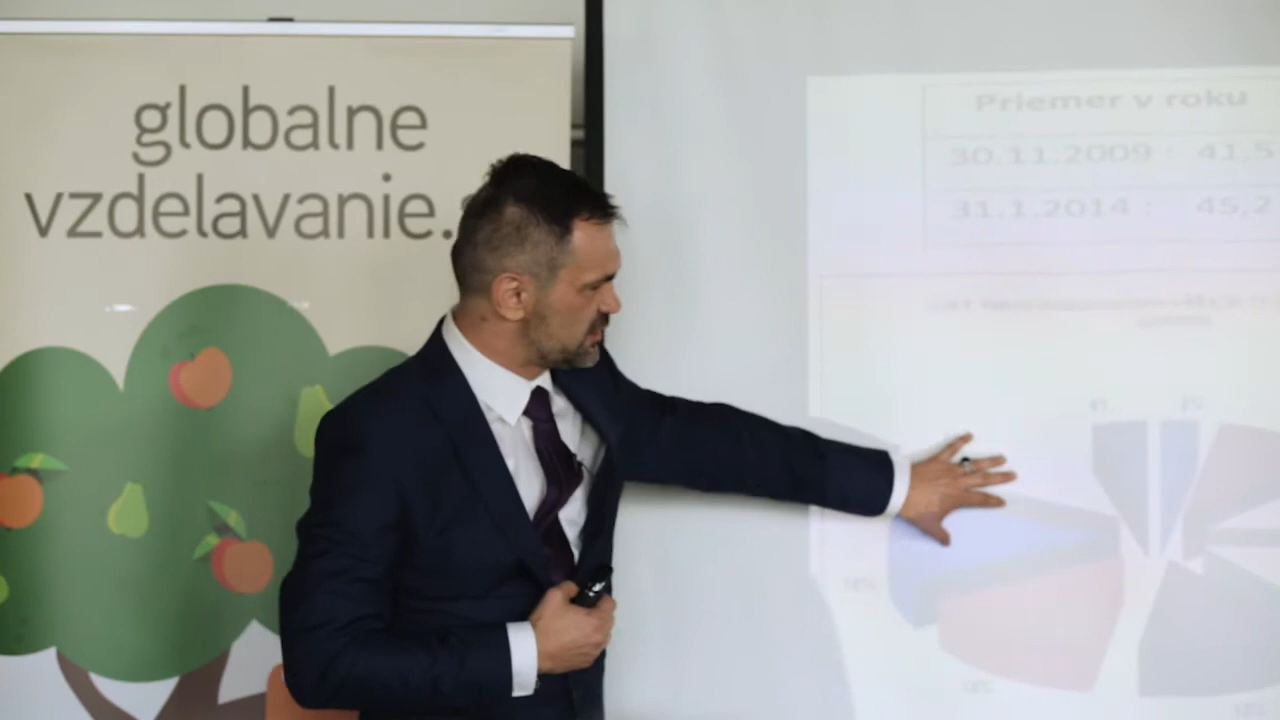 globalne
vzdelavanie.
Priemer v roku
30.11.2009 : 41,5
31.1.2014 : 45,2